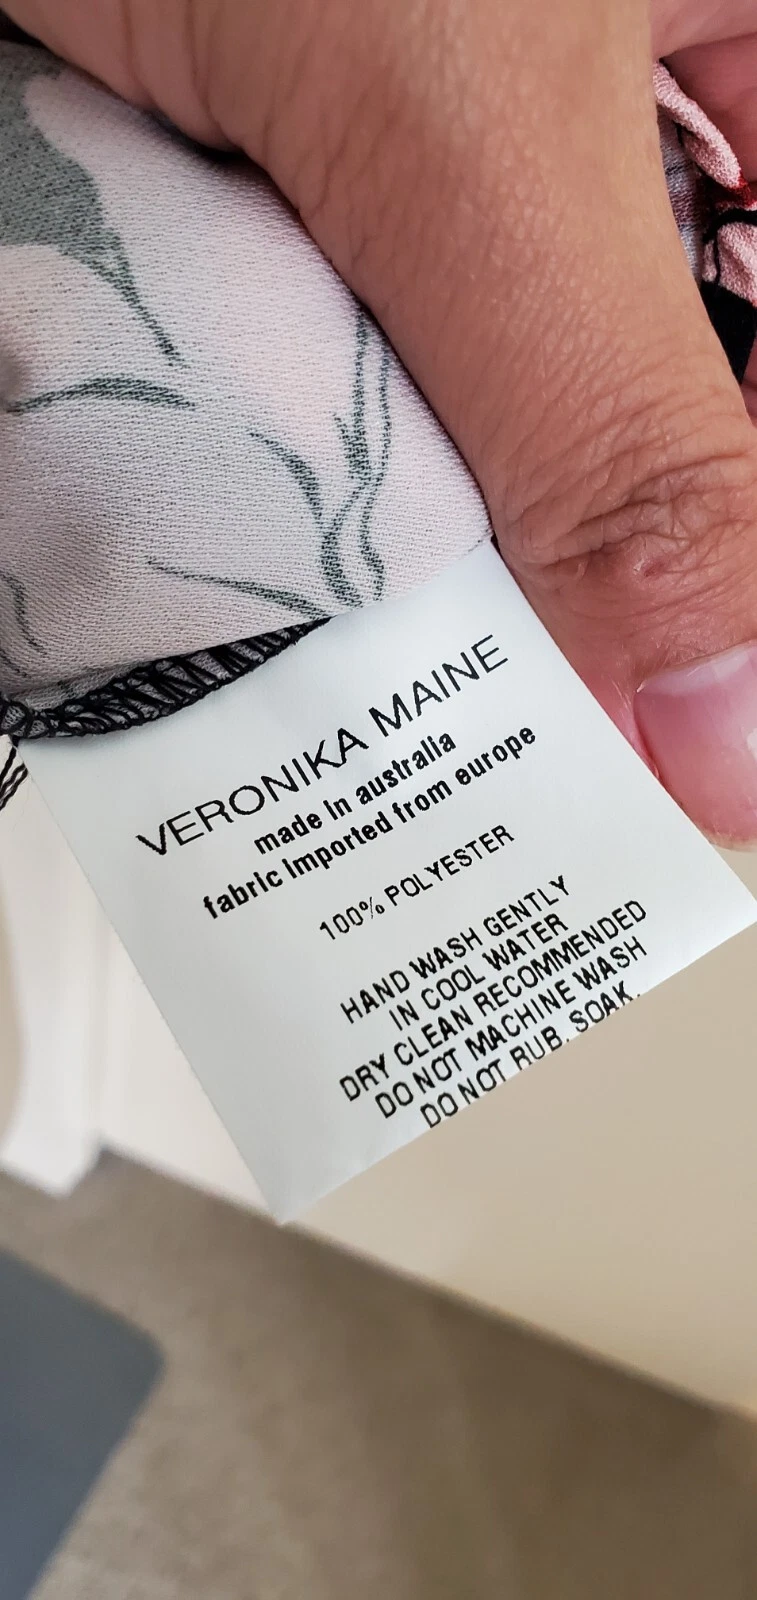 VERONIKA MAINE
made in australia
fabric imported from europe
100% POLYESTER
HAND WASH GENTLY
IN COOL WATER
DRY CLEAN RECOMMENDED
DO NOT MACHINE WASH
DO NOT RUB, SOAK,